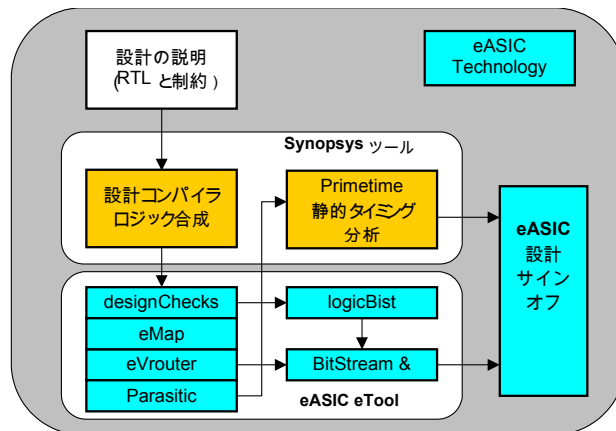 設計の説明
(RTL と制約 )
eASIC
Technology
Synopsys ツール
設計コンパイラ
ロジック合成
Primetime
静的タイミング
分析
eASIC
設計
サイン
オフ
designChecks
logicBist
eMap
eVrouter
BitStream &
Parasitic
eASIC eTool